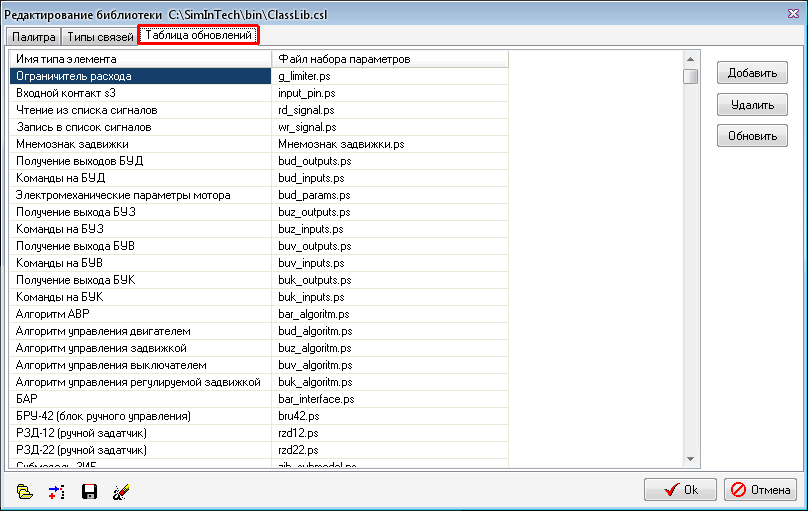 Редактирование библиотеки C:\SimInTech\bin\ClassLib.csl
Палитра Типы связей Таблица обновлений
Имя типа элемента Файл набора параметров
Ограничитель расхода g_limiter.ps
Входной контакт s3 input_pin.ps
Чтение из списка сигналов rd_signal.ps
Запись в список сигналов wr_signal.ps
Мнемознак задвижки Мнемознак задвижки.ps
Получение выходов БУД bud_outputs.ps
Команды на БУД bud_inputs.ps
Электромеханические параметры мотора bud_params.ps
Получение выхода БУЗ buz_outputs.ps
Команды на БУЗ buz_inputs.ps
Получение выхода БУВ buv_outputs.ps
Команды на БУВ buv_inputs.ps
Получение выхода БУК buk_outputs.ps
Команды на БУК buk_inputs.ps
Алгоритм АВР bar_algoritm.ps
Алгоритм управления двигателем bud_algoritm.ps
Алгоритм управления задвижкой buz_algoritm.ps
Алгоритм управления выключателем buv_algoritm.ps
Алгоритм управления регулируемой задвижкой buk_algoritm.ps
БАР bar_interface.ps
БРУ-42 (блок ручного управления) bru42.ps
РЗД-12 (ручной задатчик) rzd12.ps
РЗД-22 (ручной задатчик) rzd22.ps
Субмодель ЗИБ zib_submodel.ps
Добавить
Удалить
Обновить
Ok Отмена